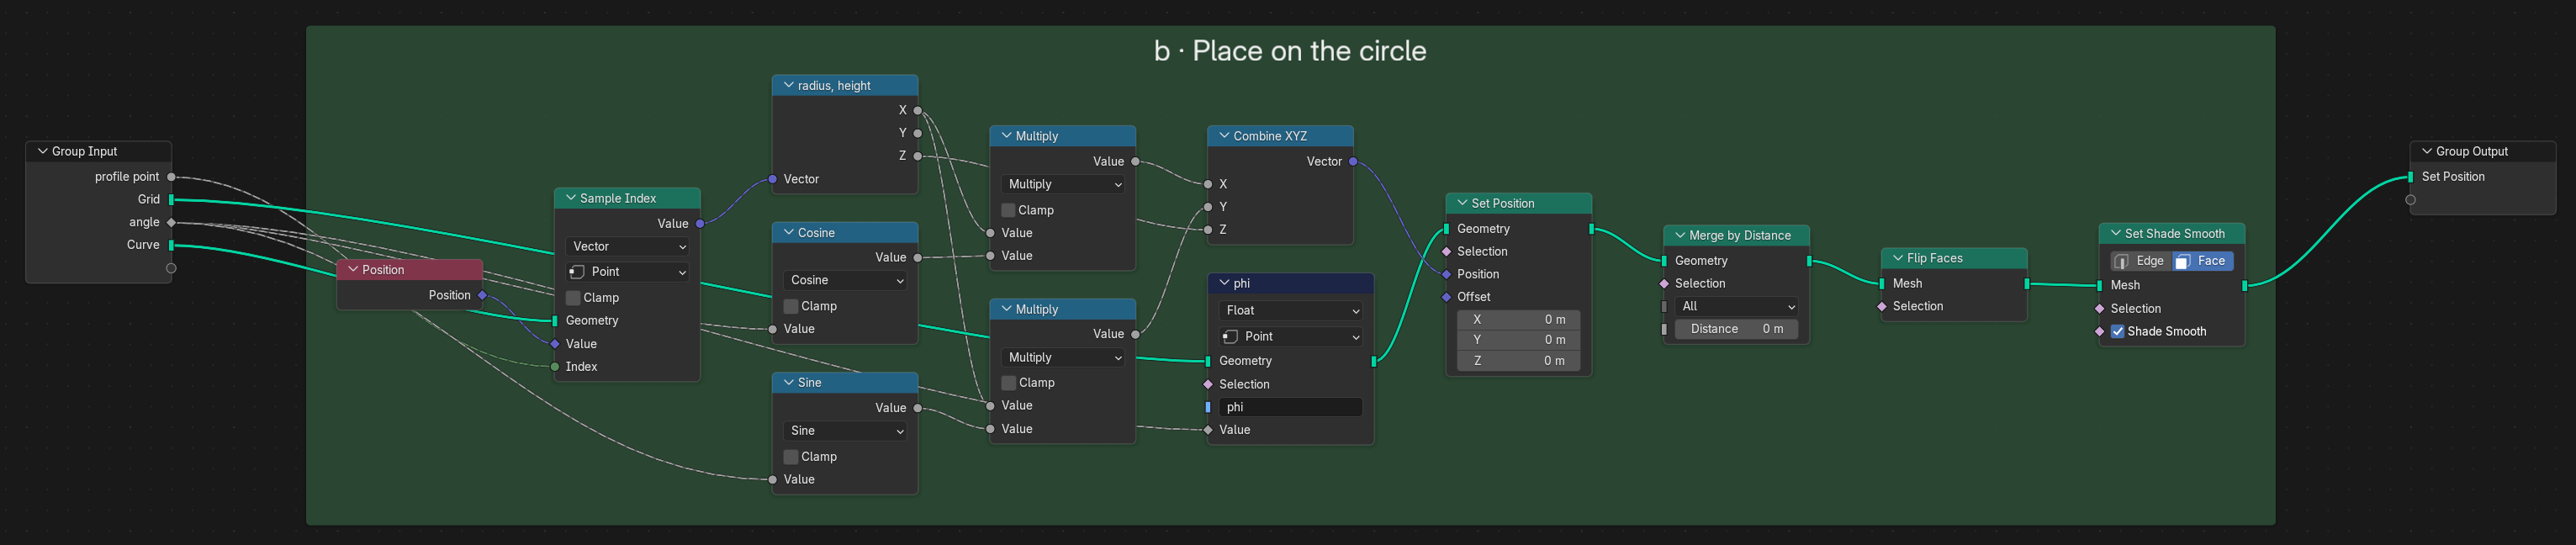 b · Place on the circle
Group Input
profile point
Grid
angle
Curve
Position
Position
Sample Index
Value
Vector
Point
Clamp
Geometry
Value
Index
radius, height
X
Y
Z
Vector
Cosine
Value
Cosine
Clamp
Value
Sine
Value
Sine
Clamp
Value
Multiply
Value
Multiply
Clamp
Value
Value
Multiply
Value
Multiply
Clamp
Value
Value
Combine XYZ
Vector
X
Y
Z
phi
Float
Point
Geometry
Selection
phi
Value
Set Position
Geometry
Selection
Position
Offset
X 0 m
Y 0 m
Z 0 m
Merge by Distance
Geometry
Selection
All
Distance 0 m
Flip Faces
Mesh
Selection
Set Shade Smooth
Edge Face
Mesh
Selection
Shade Smooth
Group Output
Set Position